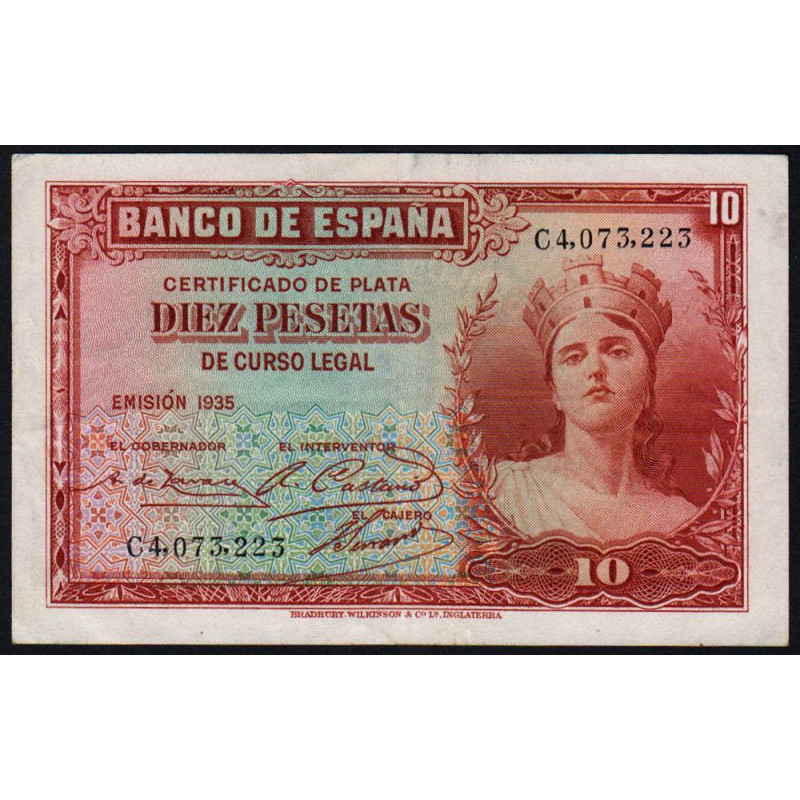 BANCO DE ESPAÑA
10
C4,073,223
CERTIFICADO DE PLATA
DIEZ PESETAS
DE CURSO LEGAL
EMISIÓN 1935
EL GOBERNADOR EL INTERVENTOR
EL CAJERO
C4,073,223
10
BRADBURY, WILKINSON & Cº Lᴅ, INGLATERRA